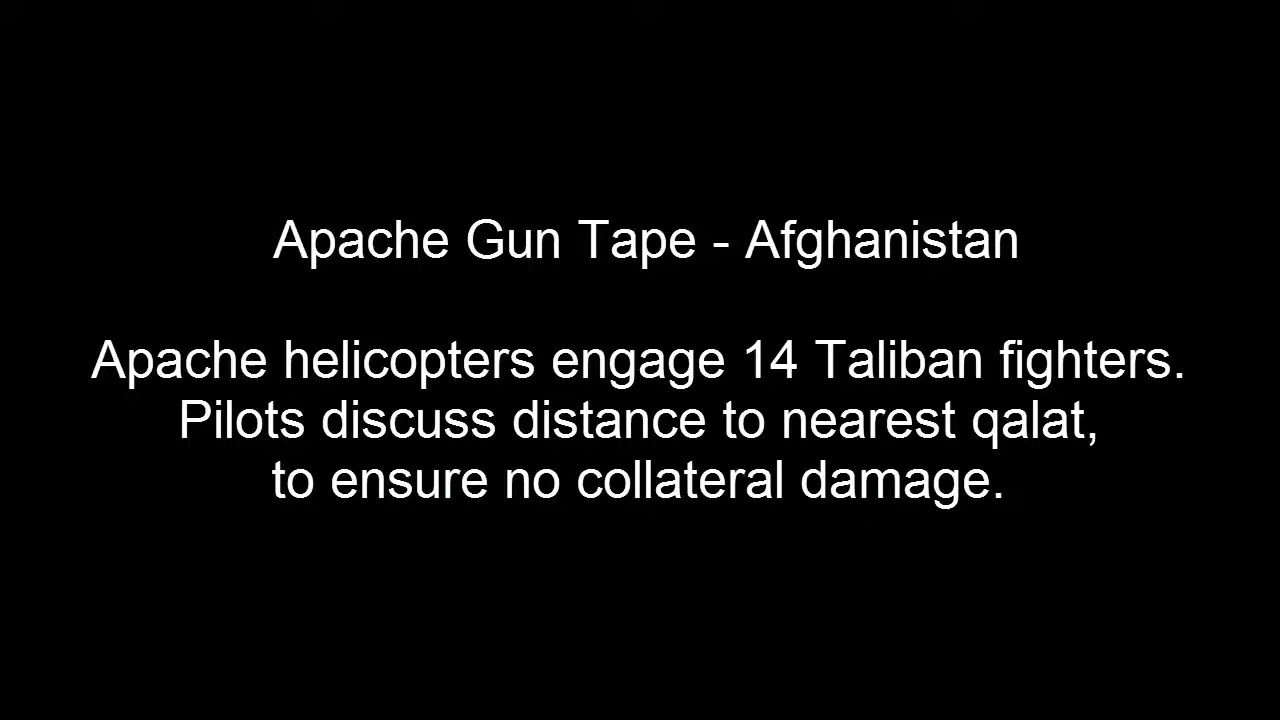 Apache Gun Tape - Afghanistan
Apache helicopters engage 14 Taliban fighters.
Pilots discuss distance to nearest qalat,
to ensure no collateral damage.